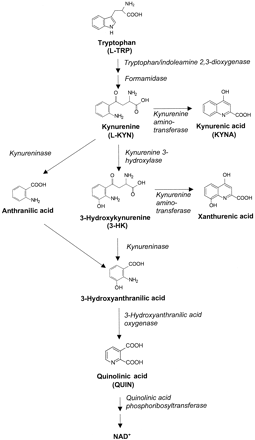 NH₂
COOH
N
H
Tryptophan
(L-TRP)
Tryptophan/indoleamine 2,3-dioxygenase
Formamidase
O NH₂
OH
O
NH₂
Kynurenine
(L-KYN)
Kynurenine
amino-
transferase
OH
N COOH
Kynurenic acid
(KYNA)
Kynureninase
Kynurenine 3-
hydroxylase
COOH
NH₂
Anthranilic acid
O NH₂
OH
O
NH₂
OH
3-Hydroxykynurenine
(3-HK)
Kynurenine
amino-
transferase
OH
N COOH
OH
Xanthurenic acid
Kynureninase
COOH
NH₂
OH
3-Hydroxyanthranilic acid
3-Hydroxyanthranilic acid
oxygenase
COOH
N COOH
Quinolinic acid
(QUIN)
Quinolinic acid
phosphoribosyltransferase
NAD⁺